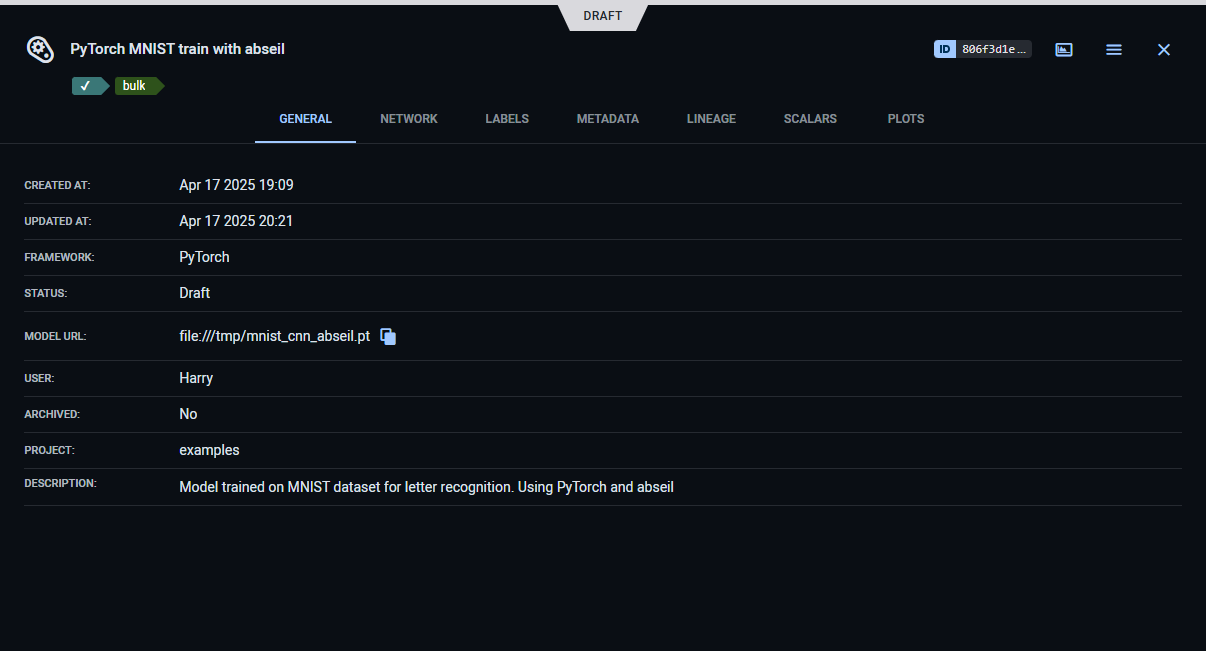 DRAFT
PyTorch MNIST train with abseil
ID 806f3d1e...
✓ bulk
GENERAL NETWORK LABELS METADATA LINEAGE SCALARS PLOTS
CREATED AT: Apr 17 2025 19:09
UPDATED AT: Apr 17 2025 20:21
FRAMEWORK: PyTorch
STATUS: Draft
MODEL URL: file:///tmp/mnist_cnn_abseil.pt
USER: Harry
ARCHIVED: No
PROJECT: examples
DESCRIPTION: Model trained on MNIST dataset for letter recognition. Using PyTorch and abseil